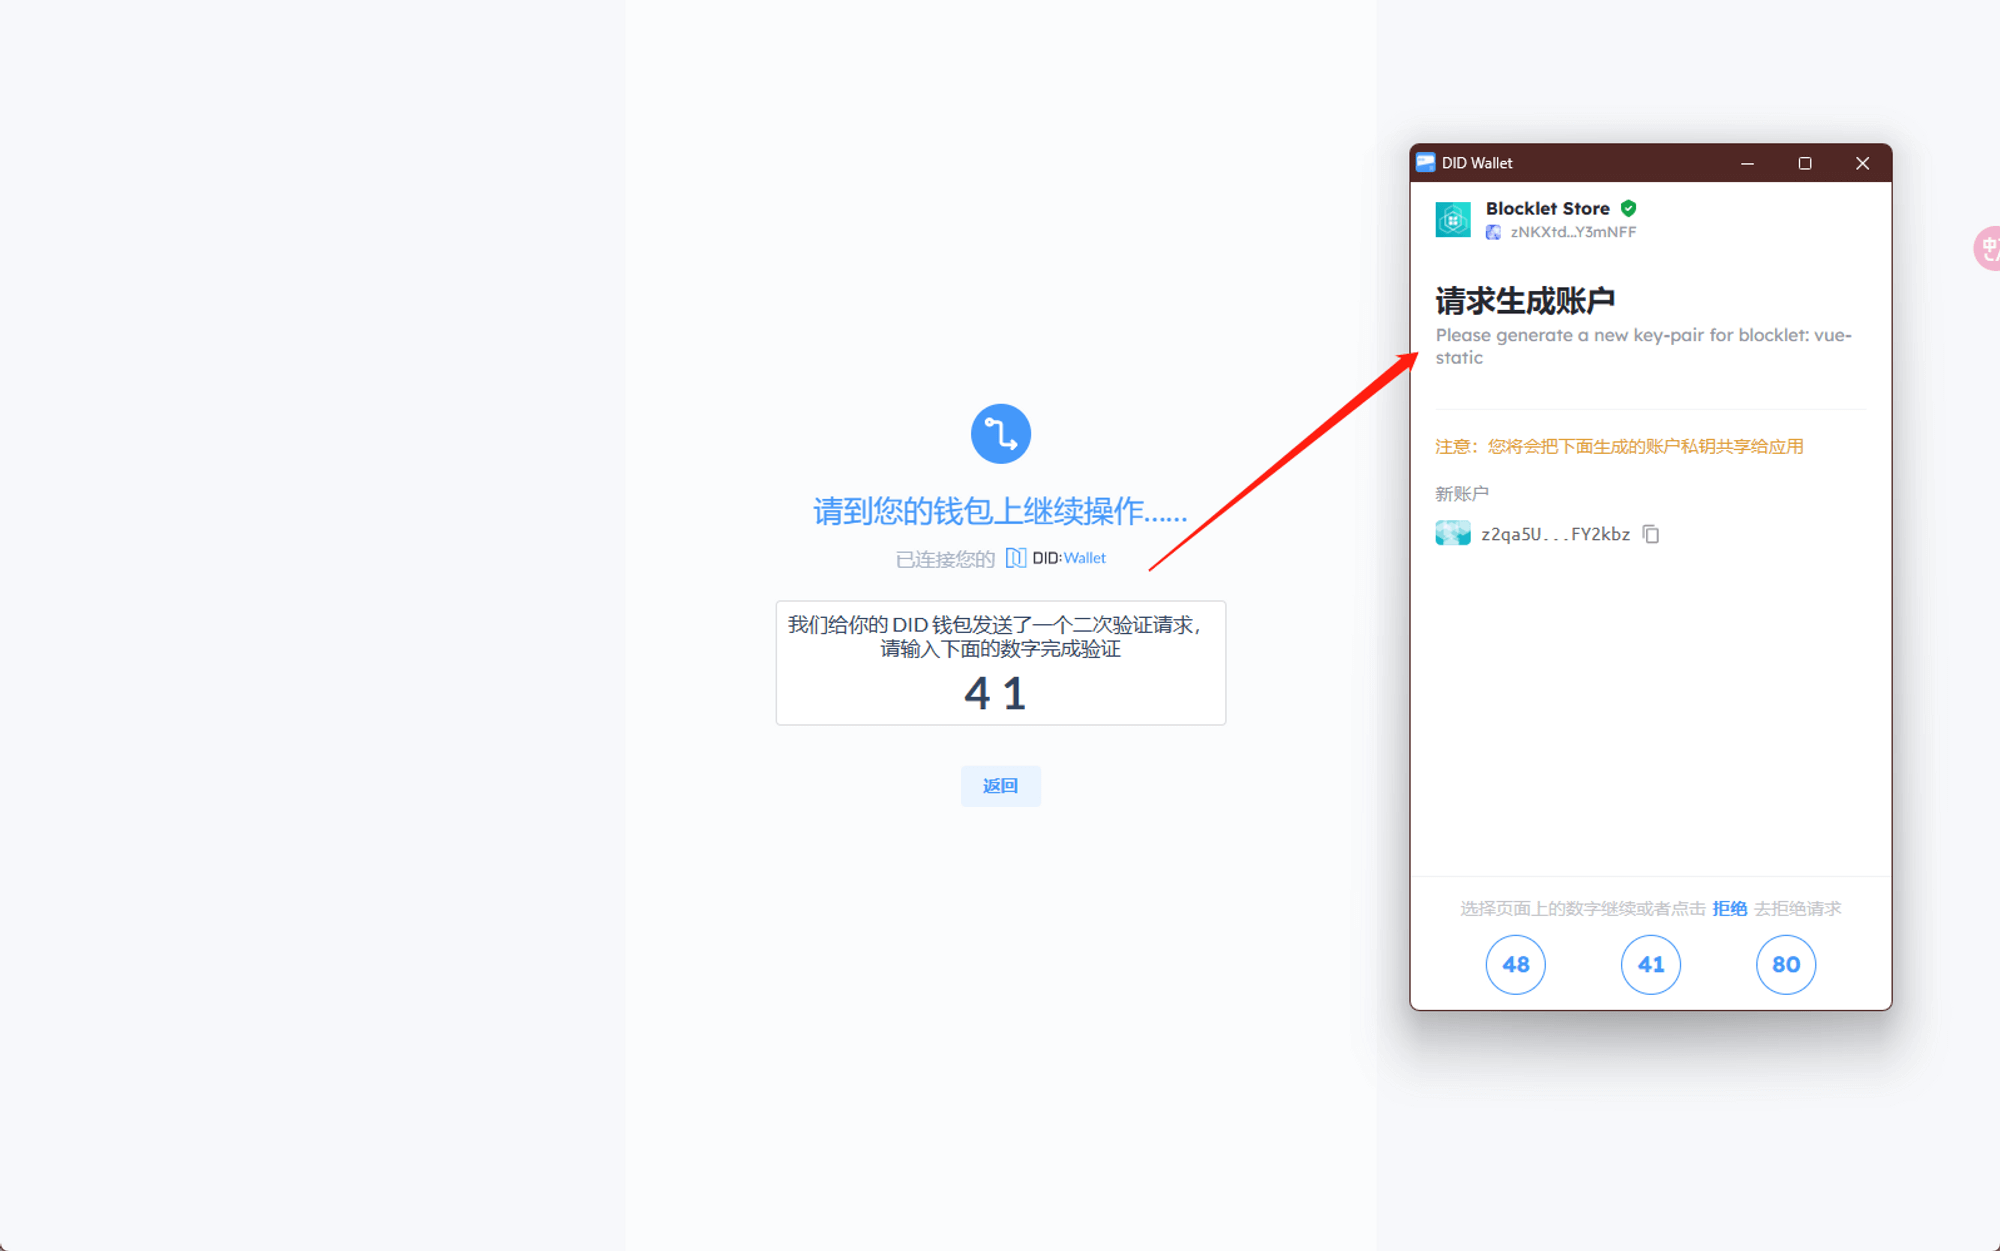 请到您的钱包上继续操作......
已连接您的 DID:Wallet
我们给你的 DID 钱包发送了一个二次验证请求，
请输入下面的数字完成验证
4 1
返回
DID Wallet
Blocklet Store
zNKXtd...Y3mNFF
请求生成账户
Please generate a new key-pair for blocklet: vue-
static
注意：您将会把下面生成的账户私钥共享给应用
新账户
z2qa5U...FY2kbz
选择页面上的数字继续或者点击 拒绝 去拒绝请求
48 41 80
中